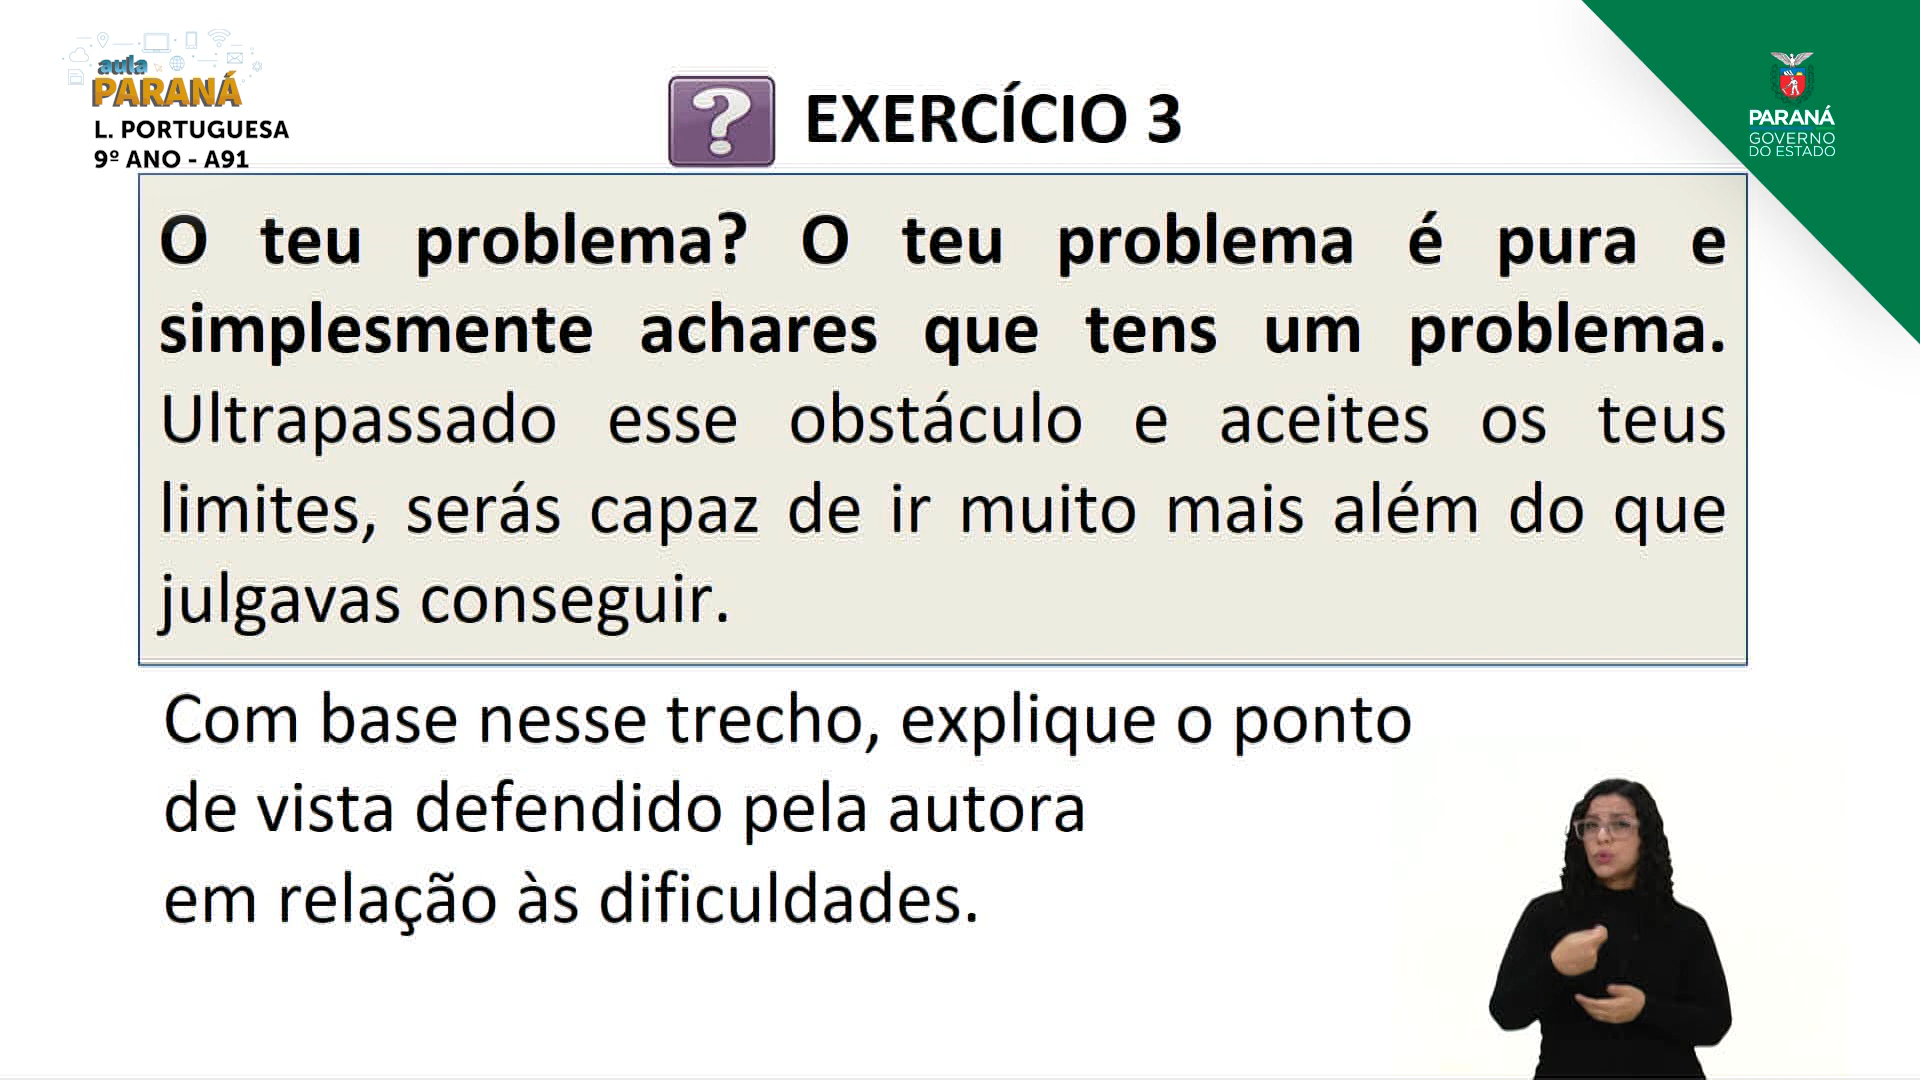 aula
PARANÁ
L. PORTUGUESA
9º ANO - A91
? EXERCÍCIO 3
PARANÁ
GOVERNO
DO ESTADO
O teu problema? O teu problema é pura e
simplesmente achares que tens um problema.
Ultrapassado esse obstáculo e aceites os teus
limites, serás capaz de ir muito mais além do que
julgavas conseguir.
Com base nesse trecho, explique o ponto
de vista defendido pela autora
em relação às dificuldades.